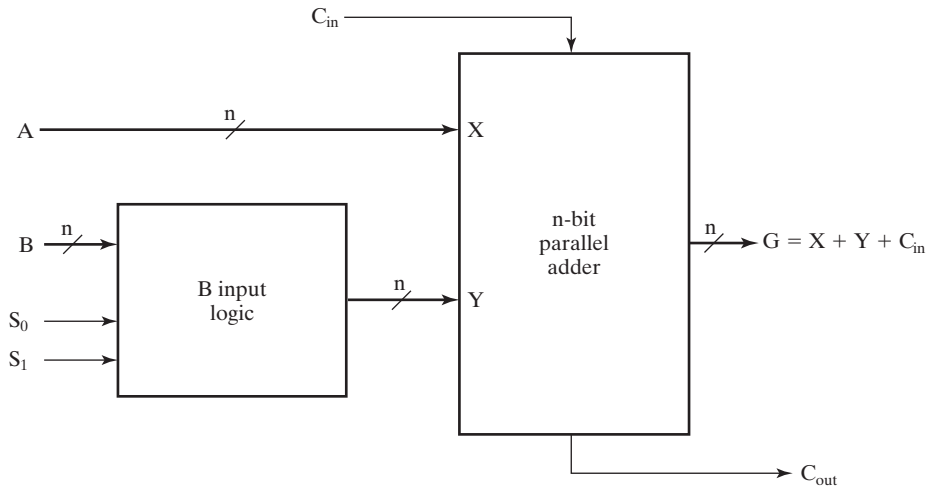 C_in
n
A
X
n
B
n-bit
parallel
adder
n
G = X + Y + C_in
B input
logic
n
Y
S_0
S_1
C_out